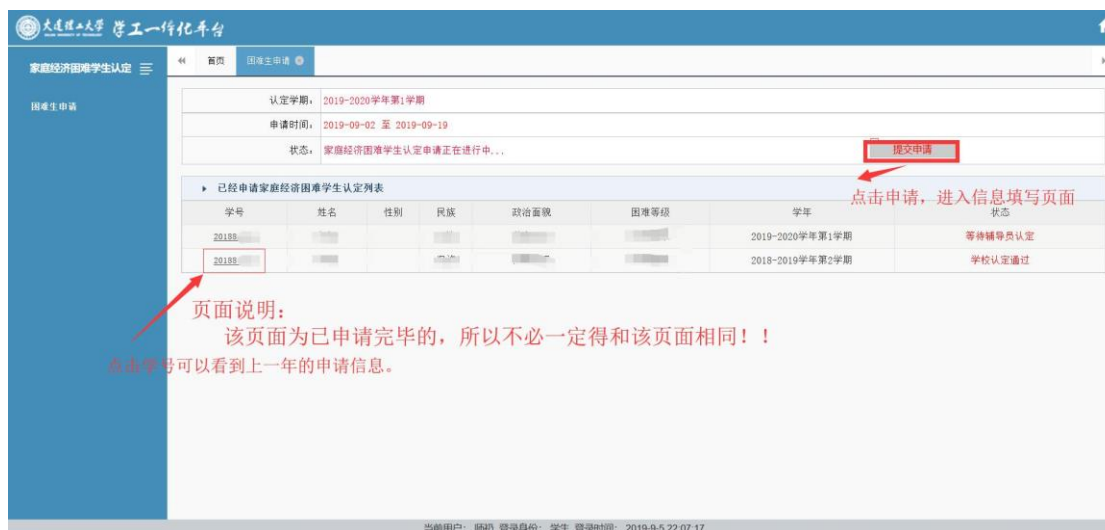 大连理工大学 学工一体化平台
家庭经济困难学生认定
首页 困难生申请
困难生申请
认定学期: 2019-2020学年第1学期
申请时间: 2019-09-02 至 2019-09-19
状态: 家庭经济困难学生认定申请正在进行中...
提交申请
点击申请,进入信息填写页面
已经申请家庭经济困难学生认定列表
学号 姓名 性别 民族 政治面貌 困难等级 学年 状态
20188 2019-2020学年第1学期 等待辅导员认定
20188 2018-2019学年第2学期 学校认定通过
页面说明:
该页面为已申请完毕的,所以不必一定得和该页面相同!!
点击学号可以看到上一年的申请信息。
当前用户: 登录身份: 学生 登录时间: 2019-9-5 22:07:17